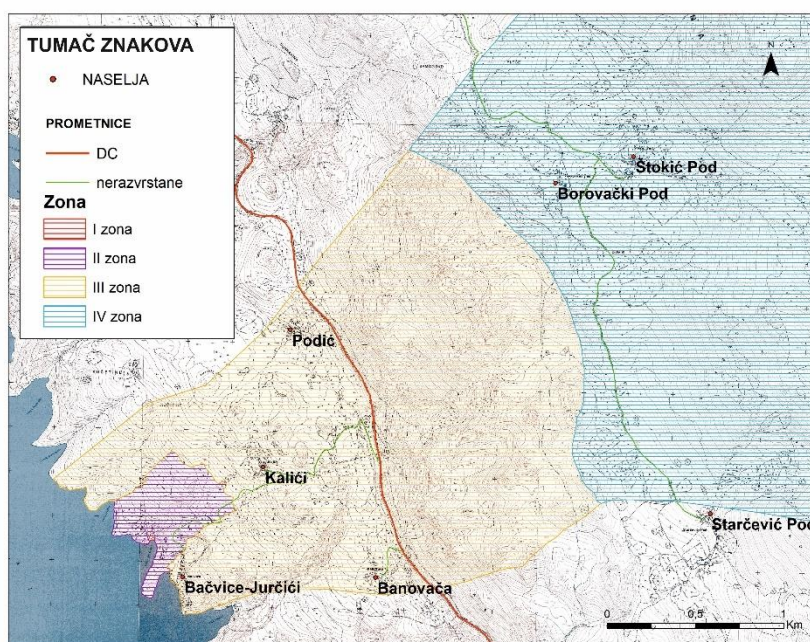 TUMAČ ZNAKOVA
NASELJA
PROMETNICE
DC
nerazvrstane
Zona
I zona
II zona
III zona
IV zona
N
Štokić Pod
Borovački Pod
Podić
Kalići
Starčević Pod
Bačvice-Jurčići
Banovača
0 0,5 1
Km